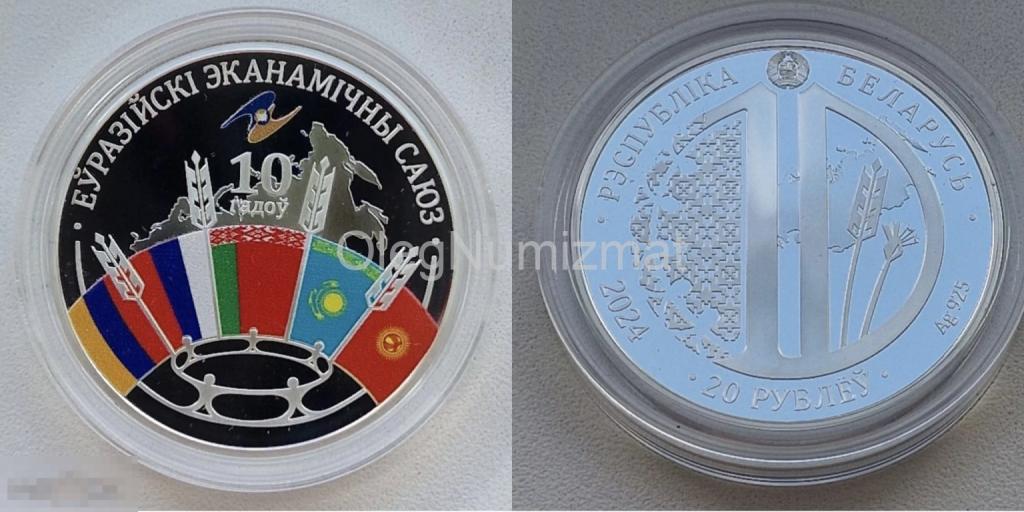 ЕЎРАЗІЙСКІ ЭКАНАМІЧНЫ САЮЗ
10
гадоў
РЭСПУБЛІКА БЕЛАРУСЬ
2024
20 РУБЛЁЎ
Ag 925
OlegNumizmat